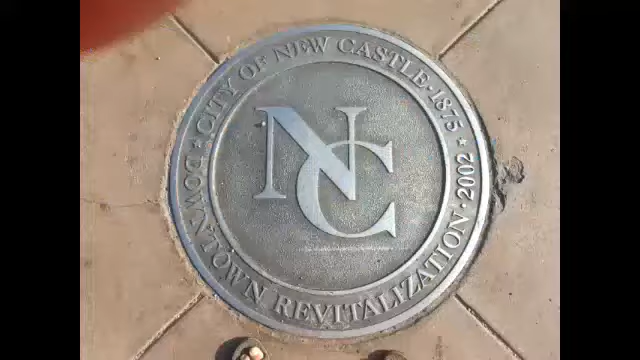 CITY OF NEW CASTLE · 1875
DOWNTOWN REVITALIZATION · 2002
NC